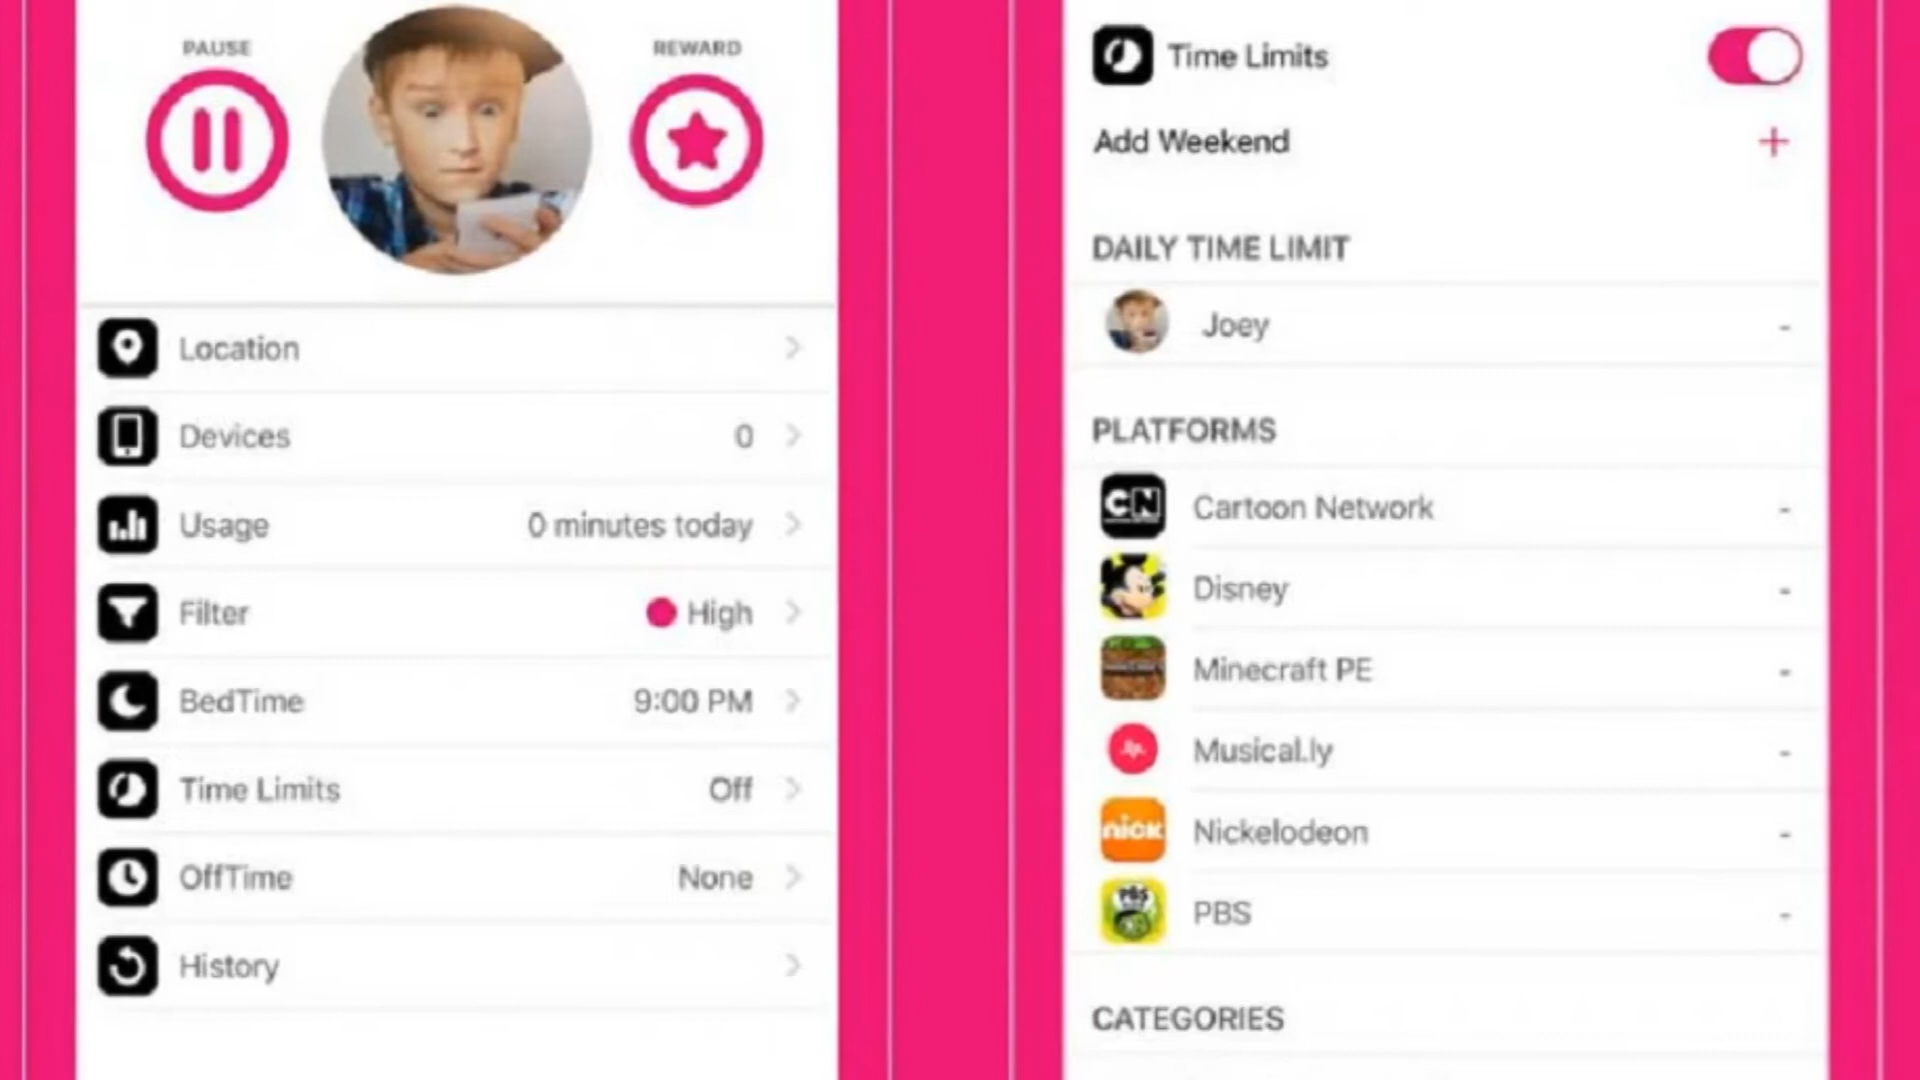 PAUSE
REWARD
Location
Devices 0
Usage 0 minutes today
Filter High
BedTime 9:00 PM
Time Limits Off
OffTime None
History
Time Limits
Add Weekend +
DAILY TIME LIMIT
Joey -
PLATFORMS
CN Cartoon Network -
Disney -
Minecraft PE -
Musical.ly -
nick Nickelodeon -
PBS PBS -
CATEGORIES